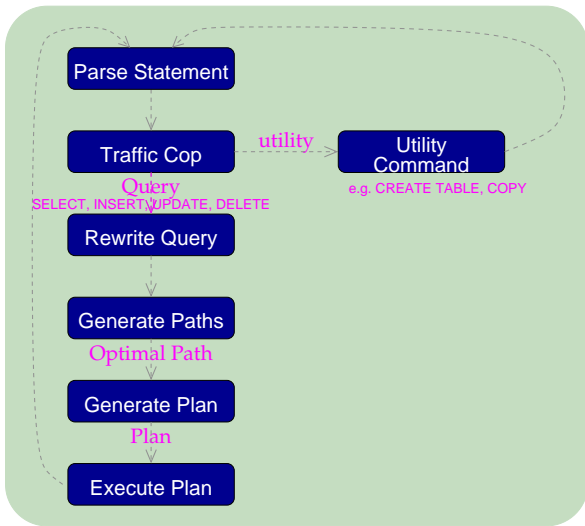 Parse Statement
Traffic Cop
utility
Utility
Command
Query
e.g. CREATE TABLE, COPY
SELECT, INSERT, UPDATE, DELETE
Rewrite Query
Generate Paths
Optimal Path
Generate Plan
Plan
Execute Plan